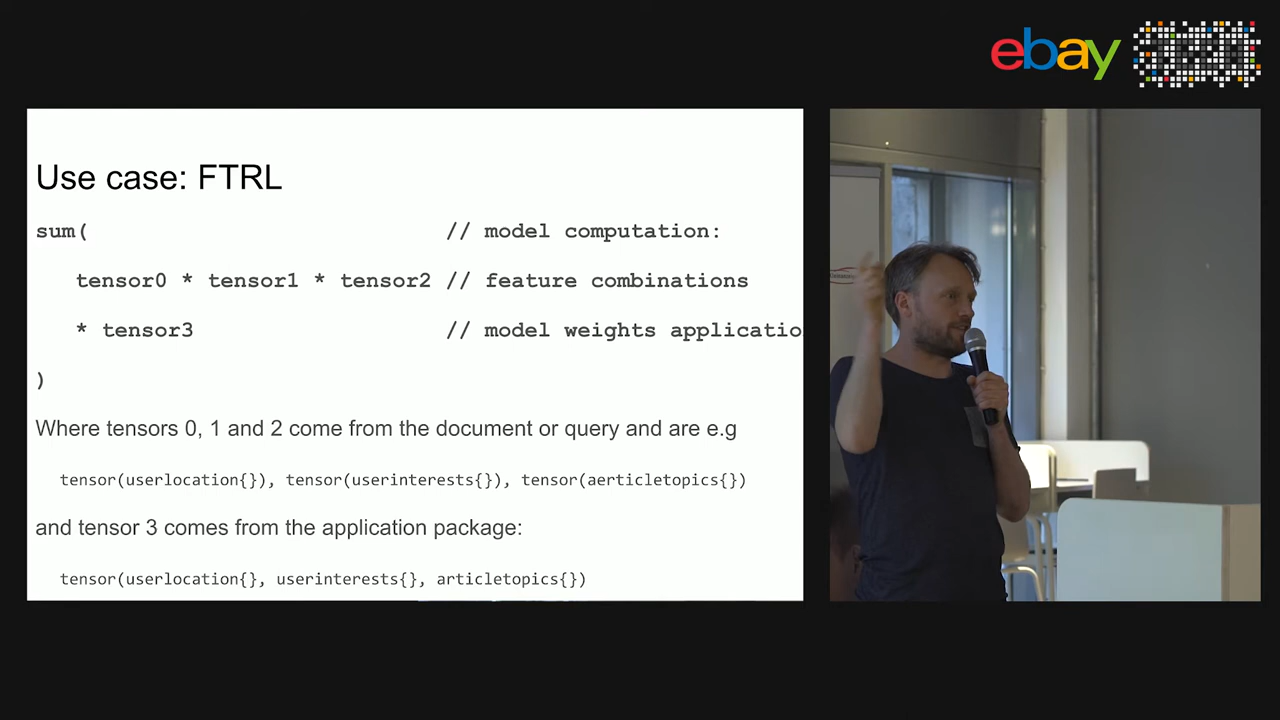 ebay
Use case: FTRL
sum( // model computation:
tensor0 * tensor1 * tensor2 // feature combinations
* tensor3 // model weights applicatio
)
Where tensors 0, 1 and 2 come from the document or query and are e.g
tensor(userlocation{}), tensor(userinterests{}), tensor(aerticletopics{})
and tensor 3 comes from the application package:
tensor(userlocation{}, userinterests{}, articletopics{})